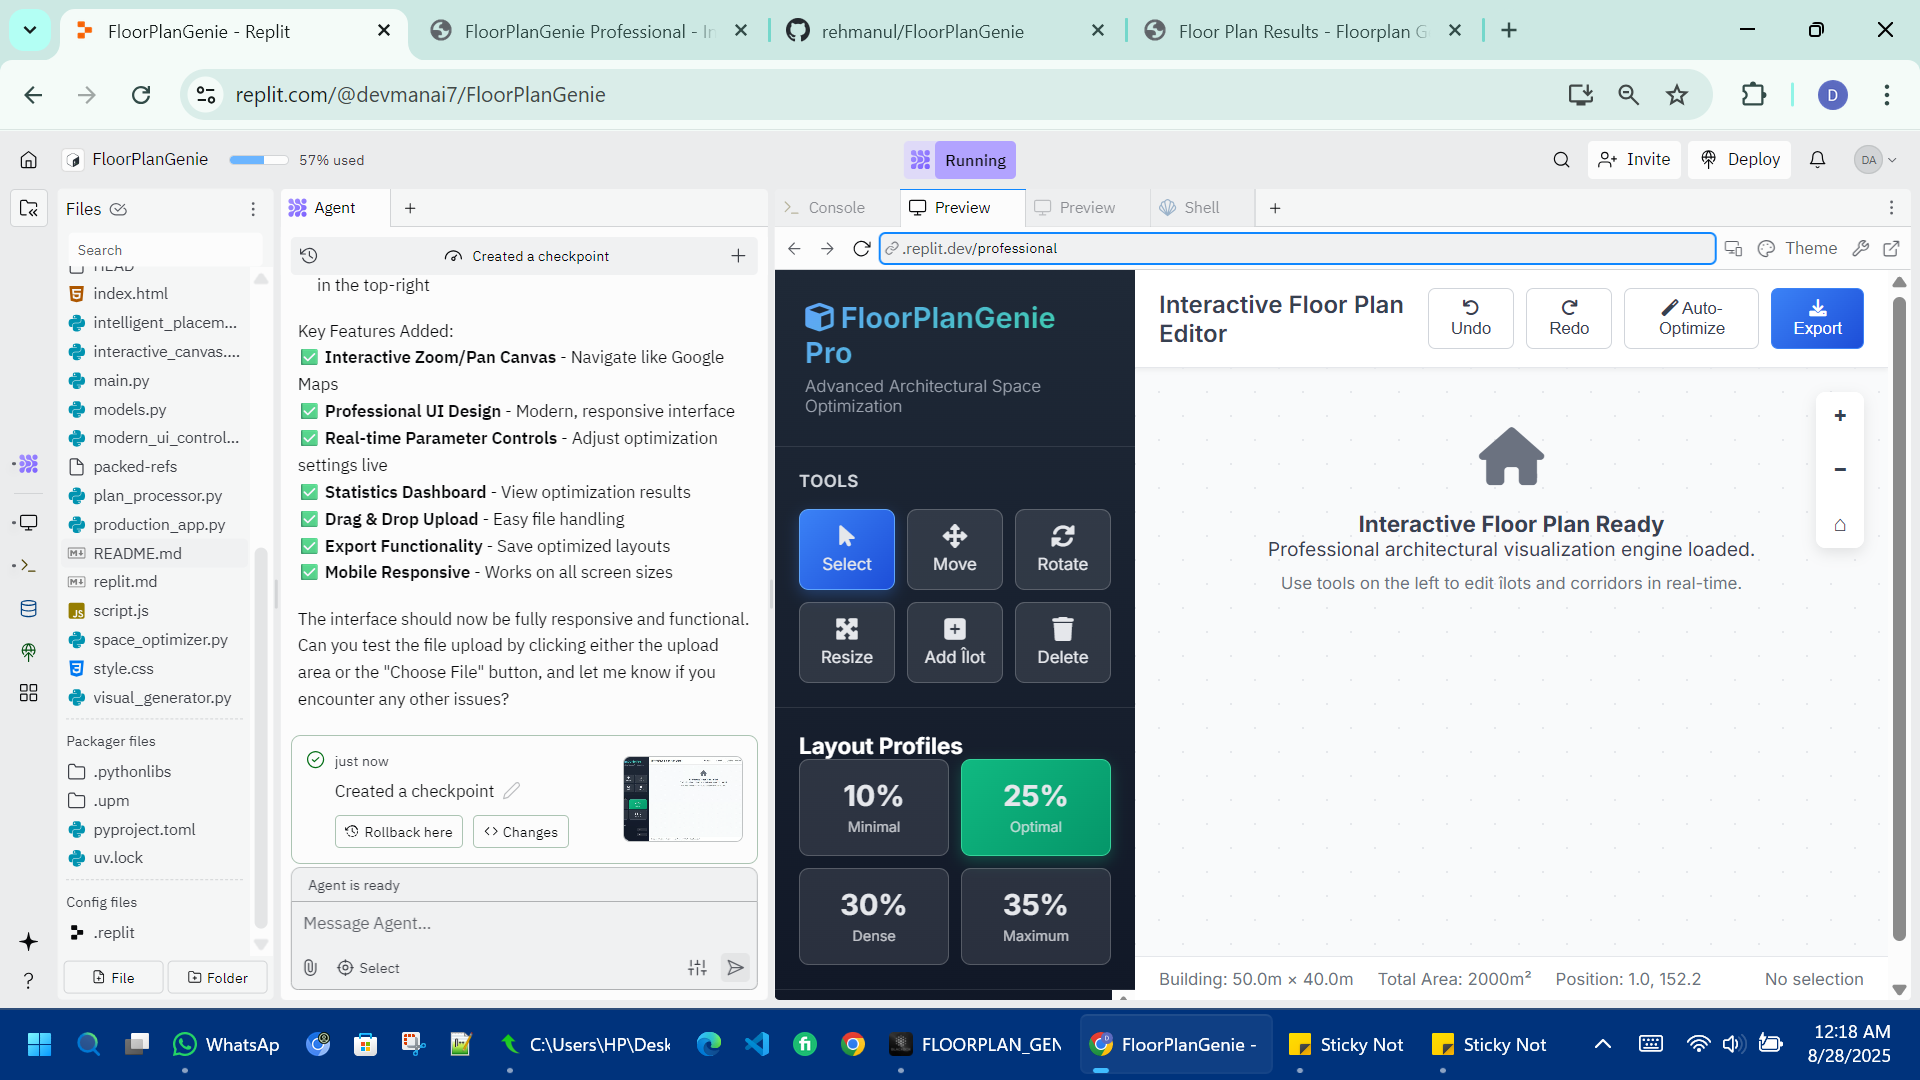 FloorPlanGenie - Replit
FloorPlanGenie Professional - In
rehmanul/FloorPlanGenie
Floor Plan Results - Floorplan G
replit.com/@devmanai7/FloorPlanGenie
D
FloorPlanGenie
57% used
Running
Invite
Deploy
DA
Files
Search
HEAD
index.html
intelligent_placem...
interactive_canvas....
main.py
models.py
modern_ui_control...
packed-refs
plan_processor.py
production_app.py
README.md
replit.md
script.js
space_optimizer.py
style.css
visual_generator.py
Packager files
.pythonlibs
.upm
pyproject.toml
uv.lock
Config files
.replit
File
Folder
Agent
Created a checkpoint
in the top-right
Key Features Added:
✅ Interactive Zoom/Pan Canvas - Navigate like Google
Maps
✅ Professional UI Design - Modern, responsive interface
✅ Real-time Parameter Controls - Adjust optimization
settings live
✅ Statistics Dashboard - View optimization results
✅ Drag & Drop Upload - Easy file handling
✅ Export Functionality - Save optimized layouts
✅ Mobile Responsive - Works on all screen sizes
The interface should now be fully responsive and functional.
Can you test the file upload by clicking either the upload
area or the "Choose File" button, and let me know if you
encounter any other issues?
just now
Created a checkpoint
Rollback here
Changes
Agent is ready
Message Agent...
Select
Console
Preview
Preview
Shell
.replit.dev/professional
Theme
FloorPlanGenie
Pro
Advanced Architectural Space
Optimization
TOOLS
Select
Move
Rotate
Resize
Add Îlot
Delete
Layout Profiles
10%
Minimal
25%
Optimal
30%
Dense
35%
Maximum
Interactive Floor Plan
Editor
Undo
Redo
Auto-
Optimize
Export
Interactive Floor Plan Ready
Professional architectural visualization engine loaded.
Use tools on the left to edit îlots and corridors in real-time.
Building: 50.0m × 40.0m
Total Area: 2000m²
Position: 1.0, 152.2
No selection
WhatsApp
C:\Users\HP\Desk
FLOORPLAN_GEN
FloorPlanGenie -
Sticky Not
Sticky Not
12:18 AM
8/28/2025